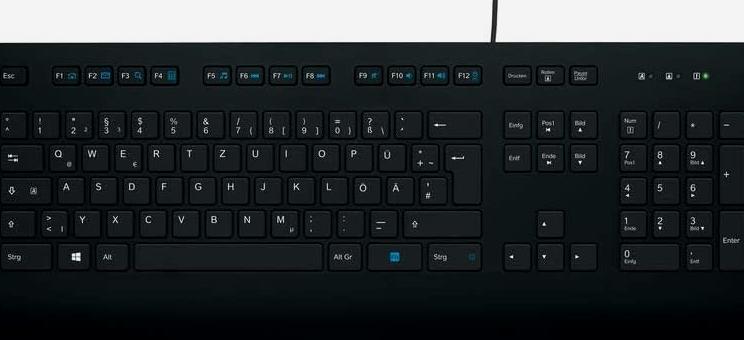 Esc F1 F2 F3 F4 F5 F6 F7 F8 F9 F10 F11 F12 Drucken Rollen Pause Untbr
° ^ ! 1 " 2 ² § 3 ³ $ 4 % 5 & 6 / 7 { ( 8 [ ) 9 ] = 0 } ? ß \ ` ´ Einfg Pos1 Bild Num / * -
Q @ W E € R T Z U I O P Ü * + ~ Entf Ende Bild 7 Pos1 8 9 Bild +
A S D F G H J K L Ö Ä ' # 4 5 6
> < | Y X C V B N M µ ; , : . _ - 1 Ende 2 3 Bild Enter
Strg Alt Alt Gr Strg 0 Einfg , Entf